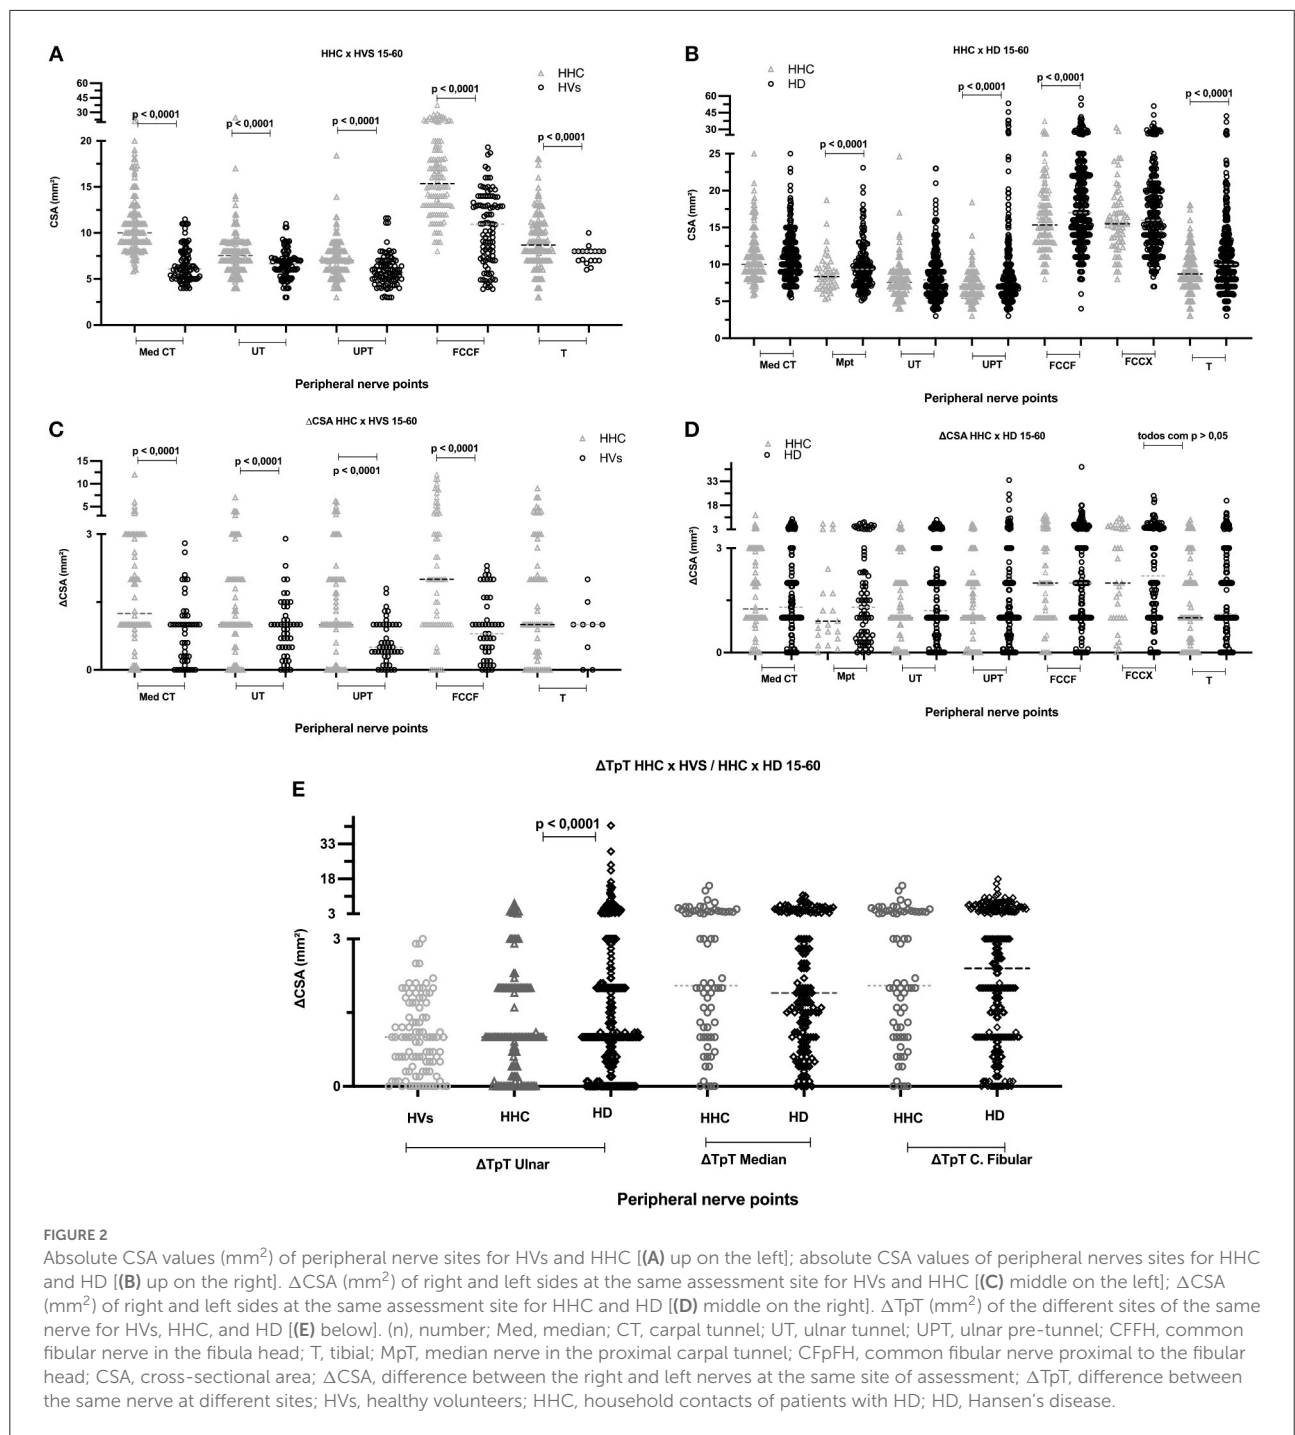 A
HHC x HVS 15-60
HHC
HVs
p < 0,0001
p < 0,0001
p < 0,0001
p < 0,0001
p < 0,0001
60
45
30
20
15
10
5
0
CSA (mm²)
Med CT
UT
UPT
FCCF
T
Peripheral nerve points
B
HHC x HD 15-60
HHC
HD
p < 0,0001
p < 0,0001
p < 0,0001
p < 0,0001
60
45
30
25
20
15
10
5
0
CSA (mm²)
Med CT
Mpt
UT
UPT
FCCF
FCCX
T
Peripheral nerve points
C
ΔCSA HHC x HVS 15-60
HHC
HVs
p < 0,0001
p < 0,0001
p < 0,0001
p < 0,0001
15
10
5
3
0
ΔCSA (mm²)
Med CT
UT
UPT
FCCF
T
Peripheral nerve points
D
ΔCSA HHC x HD 15-60
todos com p > 0,05
HHC
HD
33
18
3
3
0
ΔCSA (mm²)
Med CT
Mpt
UT
UPT
FCCF
FCCX
T
Peripheral nerve points
ΔTpT HHC x HVS / HHC x HD 15-60
E
p < 0,0001
33
18
3
3
0
ΔCSA (mm²)
HVs
HHC
HD
HHC
HD
HHC
HD
ΔTpT Ulnar
ΔTpT Median
ΔTpT C. Fibular
Peripheral nerve points
FIGURE 2
Absolute CSA values (mm²) of peripheral nerve sites for HVs and HHC [(A) up on the left]; absolute CSA values of peripheral nerves sites for HHC
and HD [(B) up on the right]. ΔCSA (mm²) of right and left sides at the same assessment site for HVs and HHC [(C) middle on the left]; ΔCSA
(mm²) of right and left sides at the same assessment site for HHC and HD [(D) middle on the right]. ΔTpT (mm²) of the different sites of the same
nerve for HVs, HHC, and HD [(E) below]. (n), number; Med, median; CT, carpal tunnel; UT, ulnar tunnel; UPT, ulnar pre-tunnel; CFFH, common
fibular nerve in the fibula head; T, tibial; MpT, median nerve in the proximal carpal tunnel; CFpFH, common fibular nerve proximal to the fibular
head; CSA, cross-sectional area; ΔCSA, difference between the right and left nerves at the same site of assessment; ΔTpT, difference between
the same nerve at different sites; HVs, healthy volunteers; HHC, household contacts of patients with HD; HD, Hansen's disease.